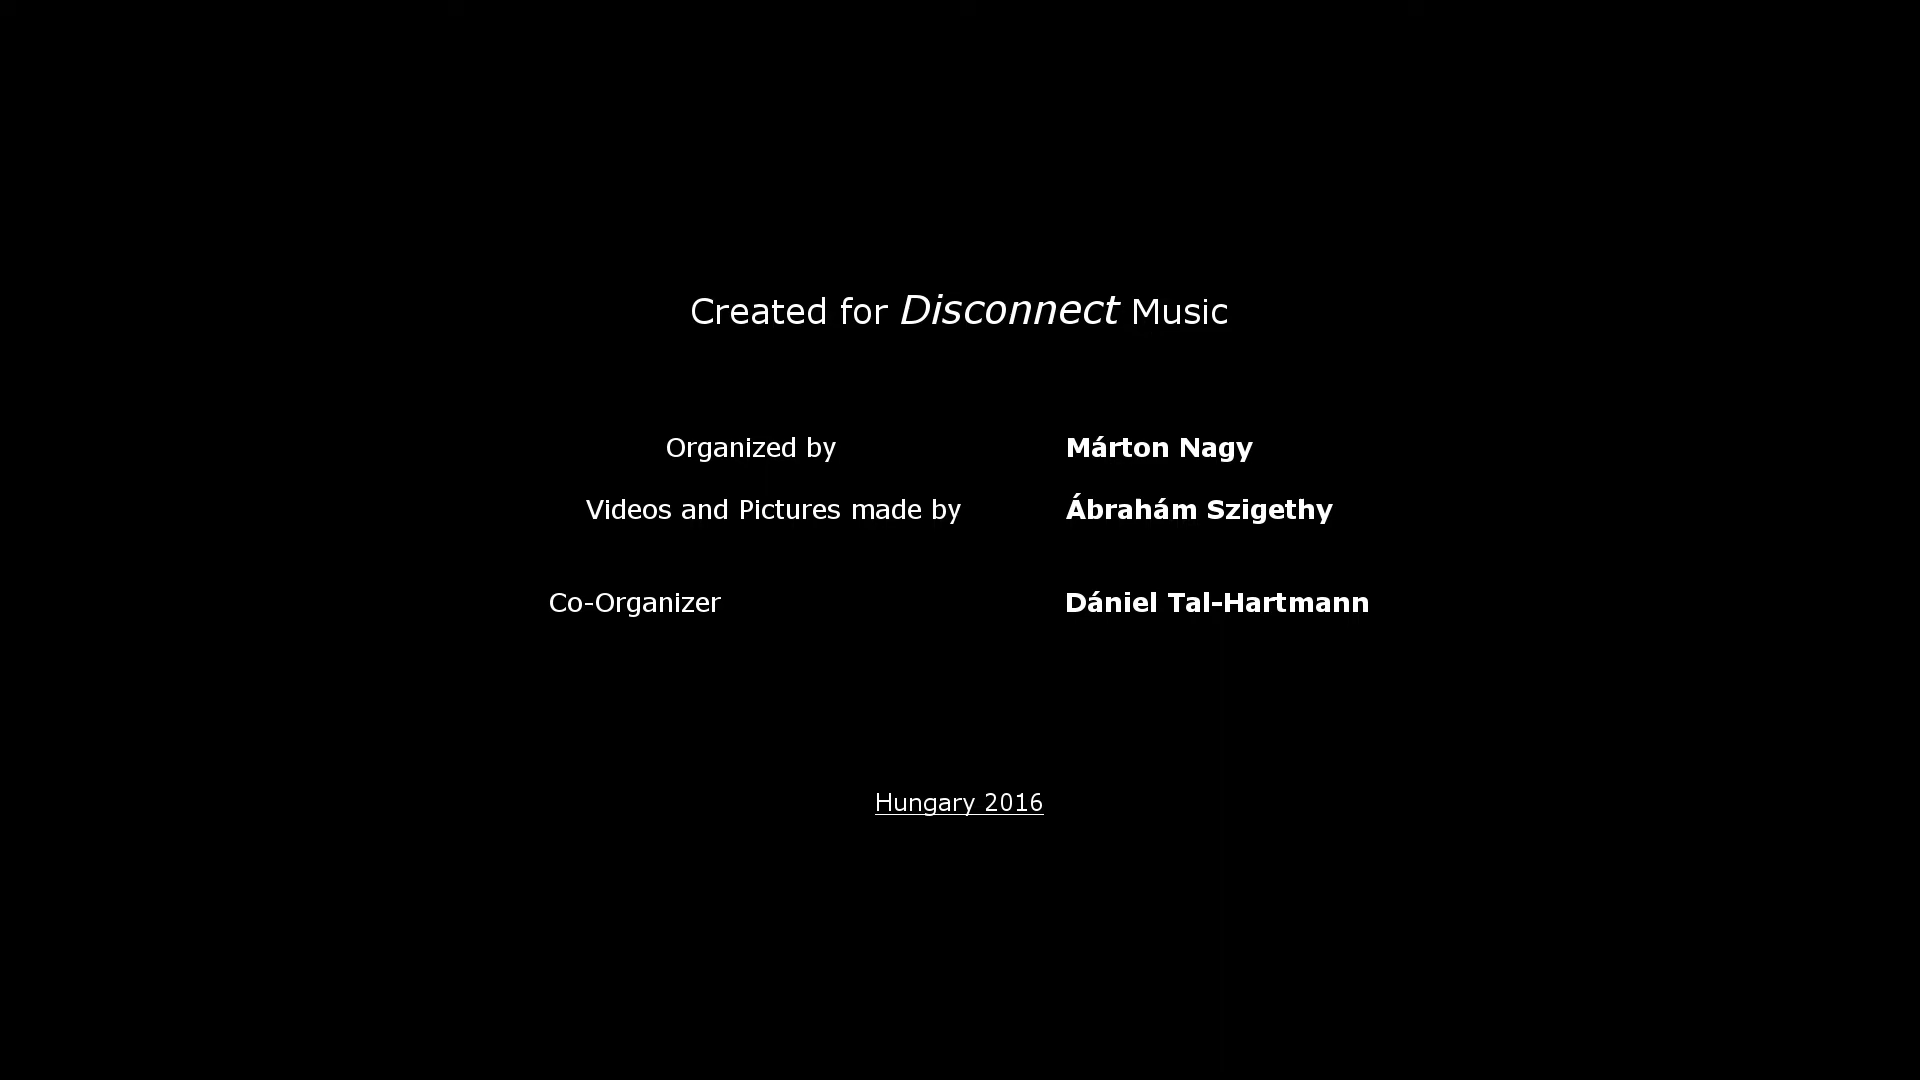 Created for Disconnect Music
Organized by Márton Nagy
Videos and Pictures made by Ábrahám Szigethy
Co-Organizer Dániel Tal-Hartmann
Hungary 2016